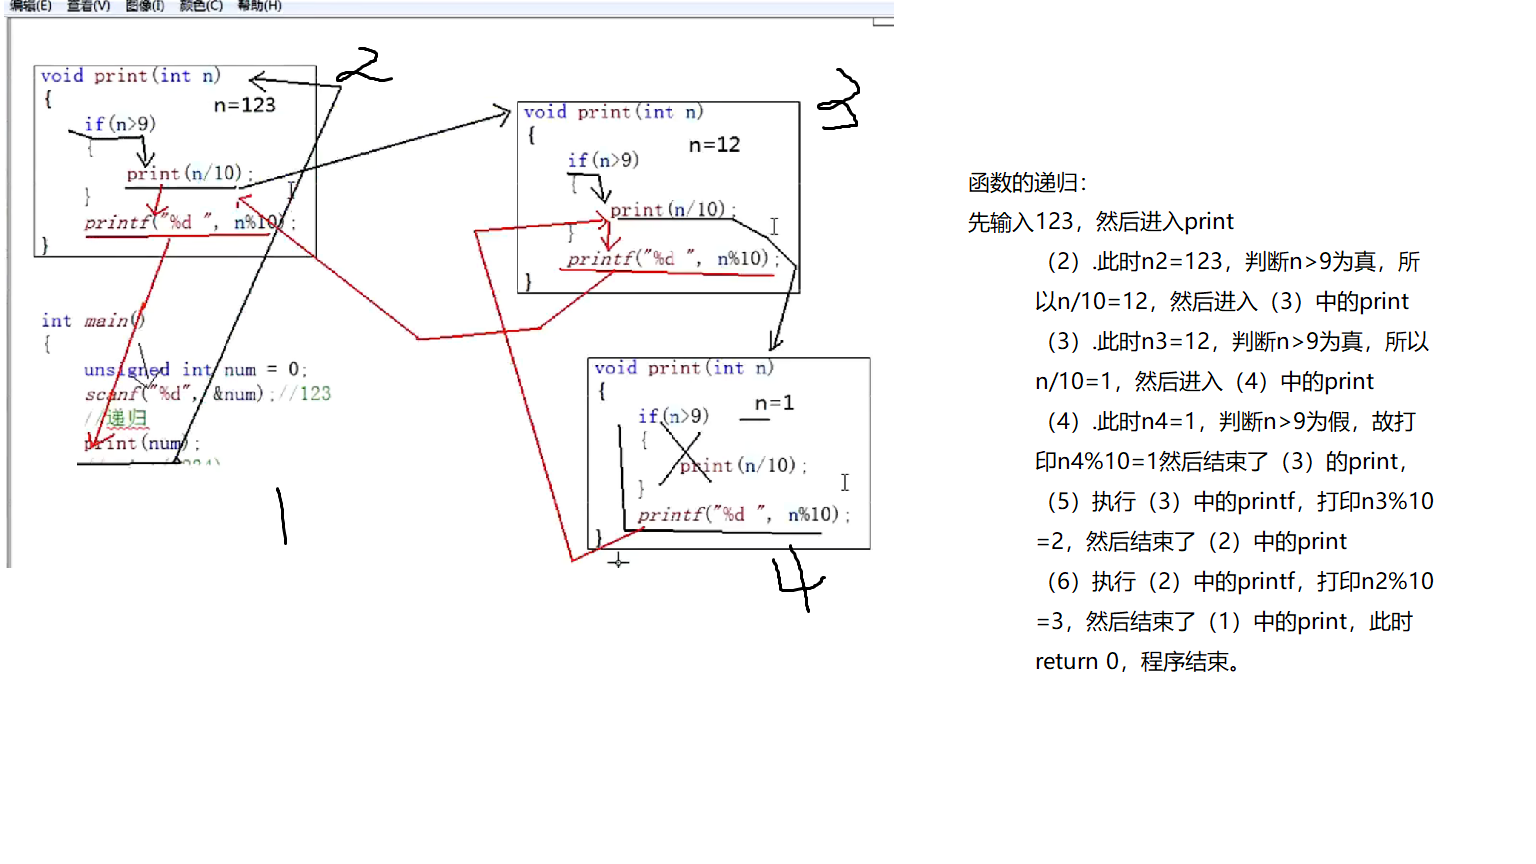 编辑(E) 查看(V) 图像(I) 颜色(C) 帮助(H)
2
void print(int n)
{
n=123
if(n>9)
{
print(n/10);
}
printf("%d ", n%10);
}
int main()
{
unsigned int num = 0;
scanf("%d", &num);//123
//递归
print(num);
1
3
void print(int n)
{
n=12
if(n>9)
{
print(n/10);
}
printf("%d ", n%10);
}
void print(int n)
{
n=1
if(n>9)
{
print(n/10);
}
printf("%d ", n%10);
}
4
函数的递归：
先输入123，然后进入print
（2）.此时n2=123，判断n>9为真，所
以n/10=12，然后进入（3）中的print
（3）.此时n3=12，判断n>9为真，所以
n/10=1，然后进入（4）中的print
（4）.此时n4=1，判断n>9为假，故打
印n4%10=1然后结束了（3）的print，
（5）执行（3）中的printf，打印n3%10
=2，然后结束了（2）中的print
（6）执行（2）中的printf，打印n2%10
=3，然后结束了（1）中的print，此时
return 0，程序结束。